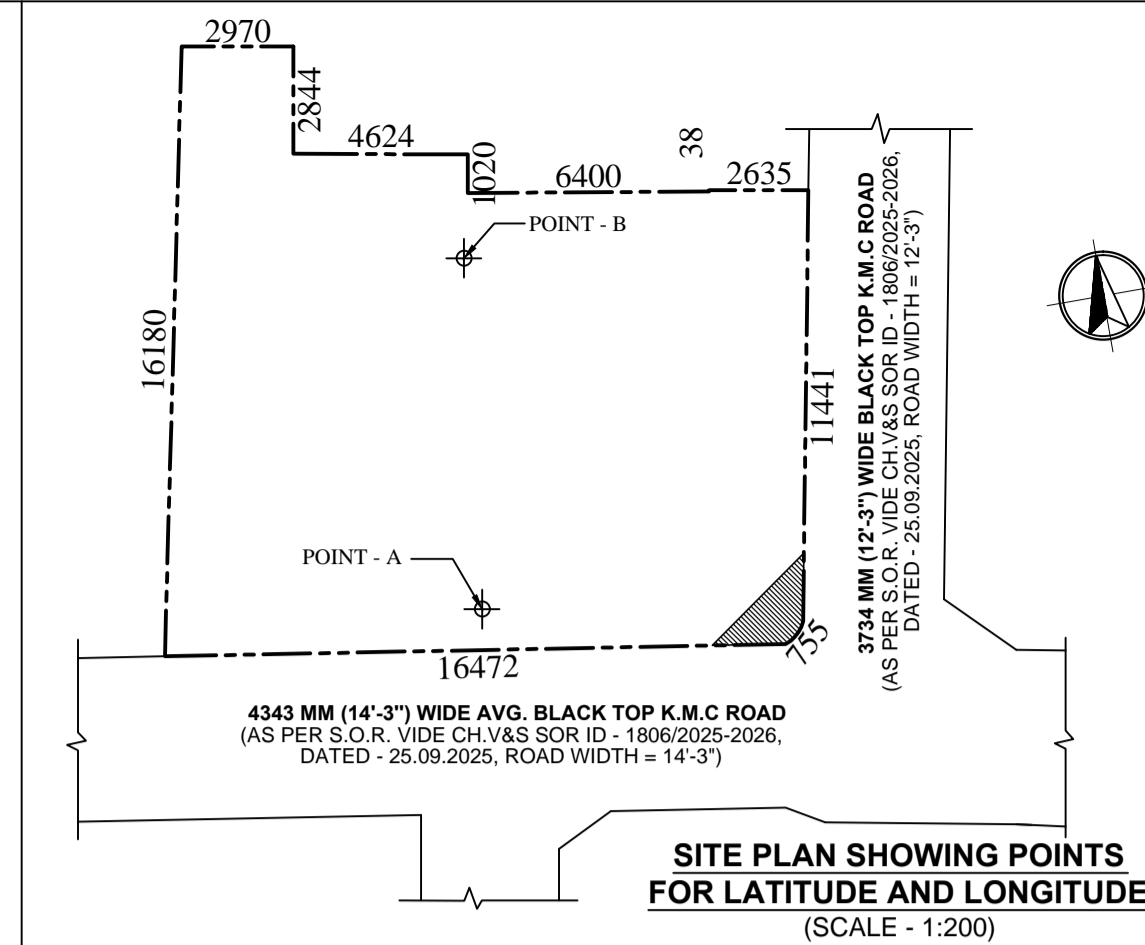 2970
2844
4624
1020
6400
38
2635
POINT - B
16180
11441
3734 MM (12'-3") WIDE BLACK TOP K.M.C ROAD
(AS PER S.O.R. VIDE CH.V&S SOR ID - 1806/2025-2026,
DATED - 25.09.2025, ROAD WIDTH = 12'-3")
POINT - A
755
16472
4343 MM (14'-3") WIDE AVG. BLACK TOP K.M.C ROAD
(AS PER S.O.R. VIDE CH.V&S SOR ID - 1806/2025-2026,
DATED - 25.09.2025, ROAD WIDTH = 14'-3")
SITE PLAN SHOWING POINTS
FOR LATITUDE AND LONGITUDE
(SCALE - 1:200)